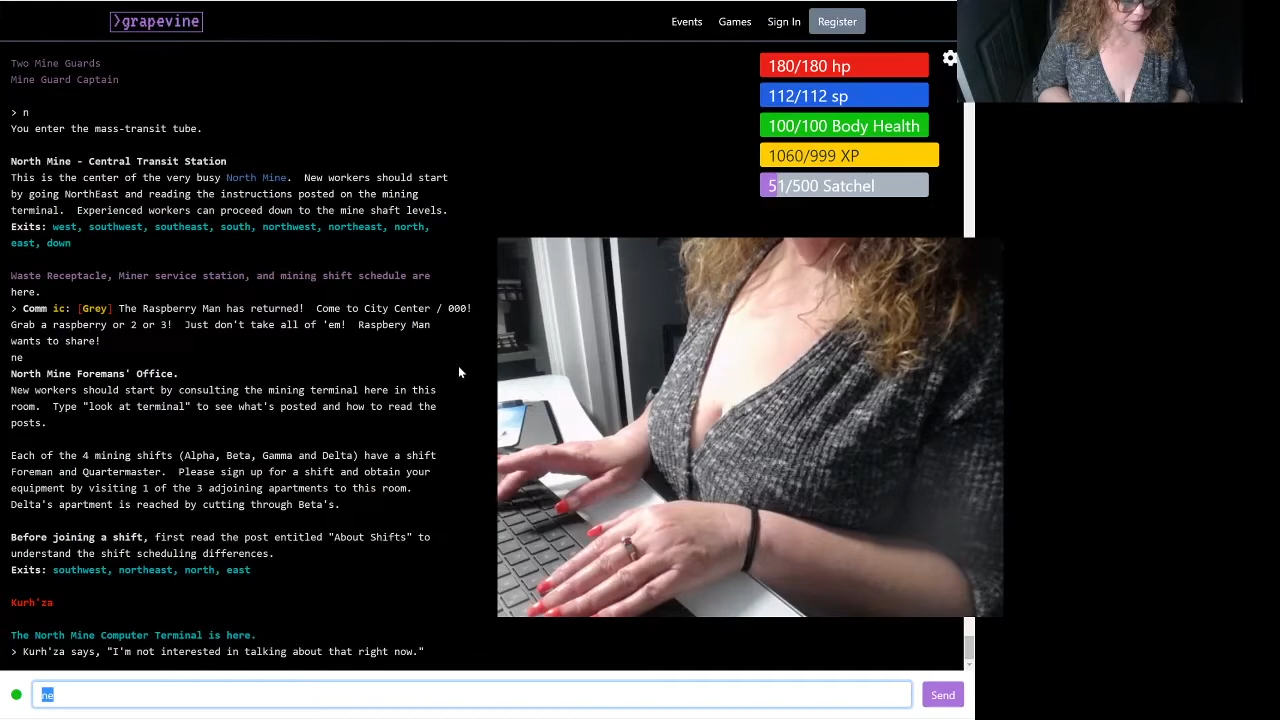 >grapevine
Events Games Sign In Register
Two Mine Guards
Mine Guard Captain
> n
You enter the mass-transit tube.
North Mine - Central Transit Station
This is the center of the very busy North Mine. New workers should start
by going NorthEast and reading the instructions posted on the mining
terminal. Experienced workers can proceed down to the mine shaft levels.
Exits: west, southwest, southeast, south, northwest, northeast, north,
east, down
Waste Receptacle, Miner service station, and mining shift schedule are
here.
> Comm ic: [Grey] The Raspberry Man has returned! Come to City Center / 000!
Grab a raspberry or 2 or 3! Just don't take all of 'em! Raspbery Man
wants to share!
ne
North Mine Foremans' Office.
New workers should start by consulting the mining terminal here in this
room. Type "look at terminal" to see what's posted and how to read the
posts.
Each of the 4 mining shifts (Alpha, Beta, Gamma and Delta) have a shift
Foreman and Quartermaster. Please sign up for a shift and obtain your
equipment by visiting 1 of the 3 adjoining apartments to this room.
Delta's apartment is reached by cutting through Beta's.
Before joining a shift, first read the post entitled "About Shifts" to
understand the shift scheduling differences.
Exits: southwest, northeast, north, east
Kurh'za
The North Mine Computer Terminal is here.
> Kurh'za says, "I'm not interested in talking about that right now."
180/180 hp
112/112 sp
100/100 Body Health
1060/999 XP
51/500 Satchel
ne
Send